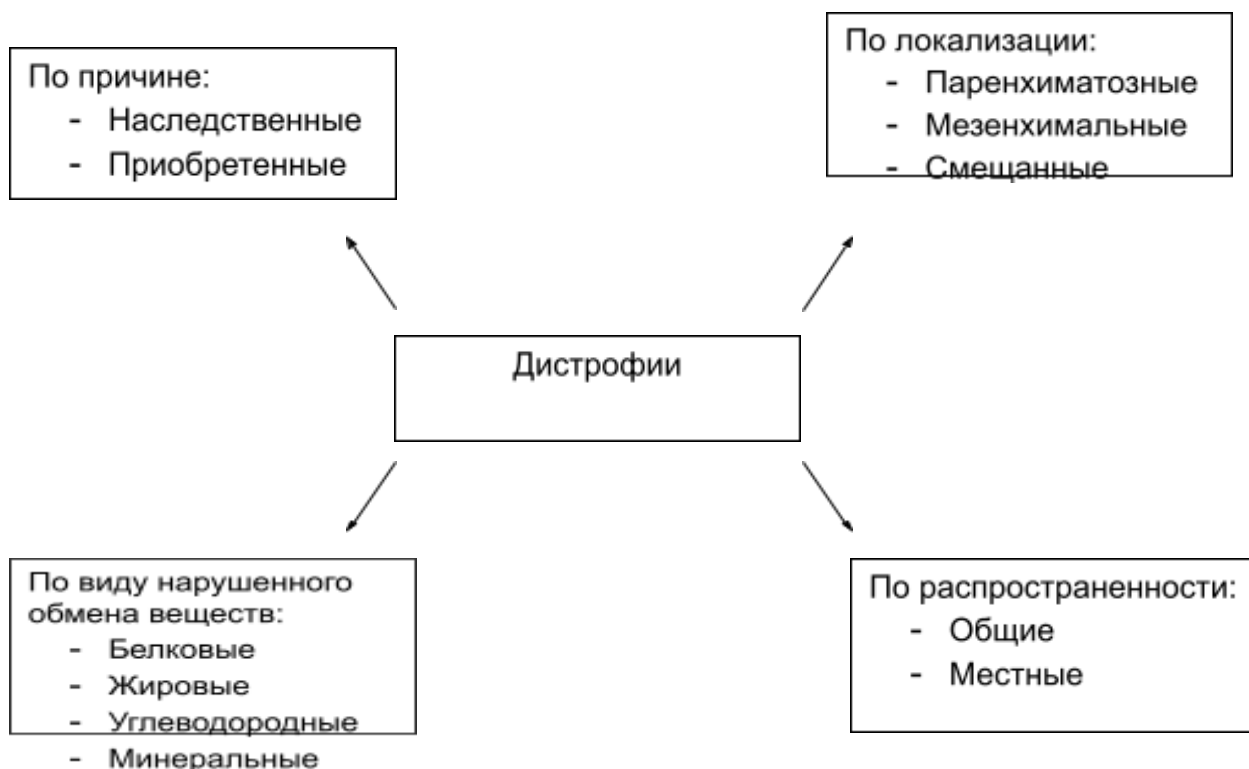 По причине:
- Наследственные
- Приобретенные
По локализации:
- Паренхиматозные
- Мезенхимальные
- Смещанные
Дистрофии
По виду нарушенного
обмена веществ:
- Белковые
- Жировые
- Углеводородные
- Минеральные
По распространенности:
- Общие
- Местные